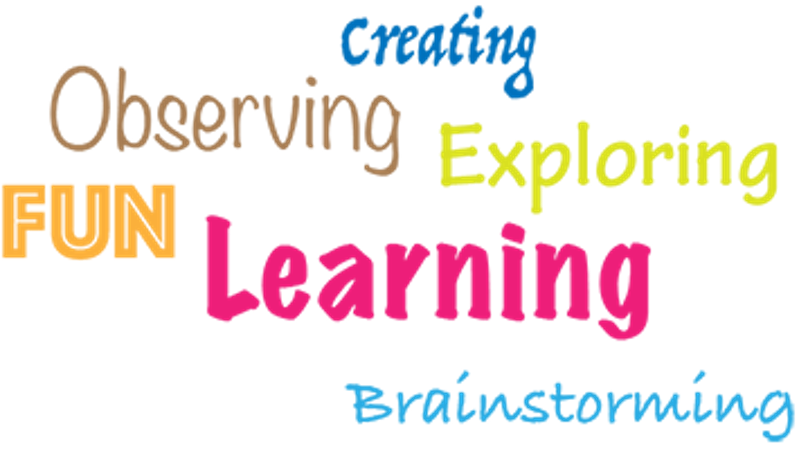 Creating
Observing
Exploring
FUN
Learning
Brainstorming